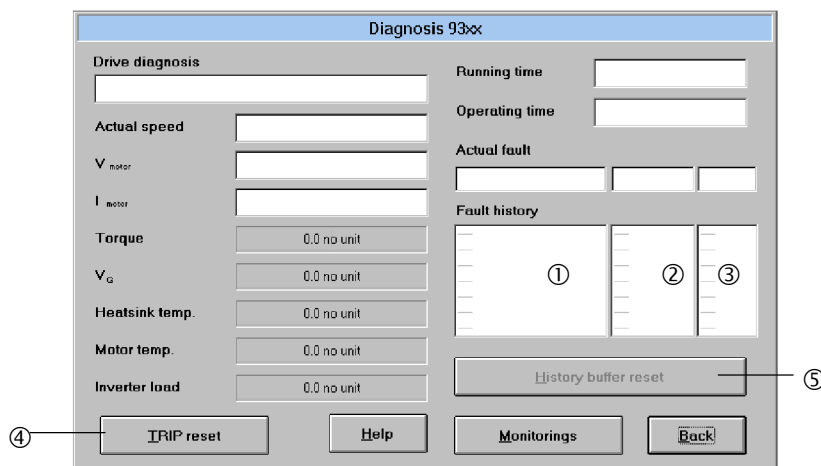 Diagnosis 93xx
Drive diagnosis
Actual speed
V motor
I motor
Torque 0.0 no unit
VG 0.0 no unit
Heatsink temp. 0.0 no unit
Motor temp. 0.0 no unit
Inverter load 0.0 no unit
Running time
Operating time
Actual fault
Fault history
① ② ③
History buffer reset ⑤
④ TRIP reset
Help
Monitorings
Back